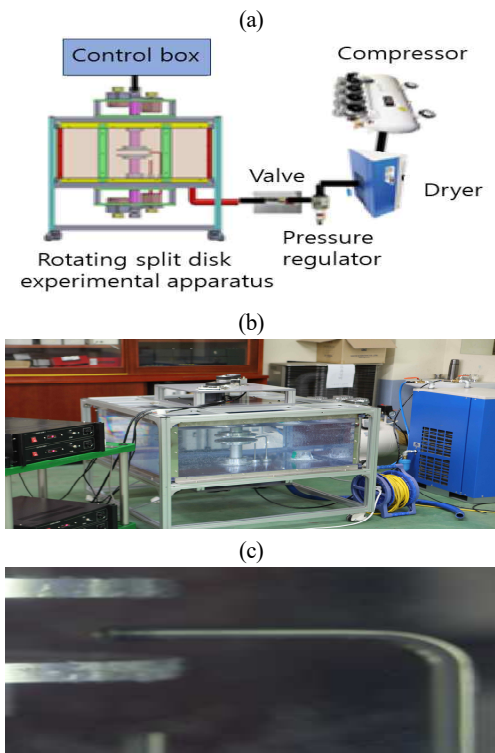 (a)
Control box
Compressor
Valve
Dryer
Pressure
regulator
Rotating split disk
experimental apparatus
(b)
(c)